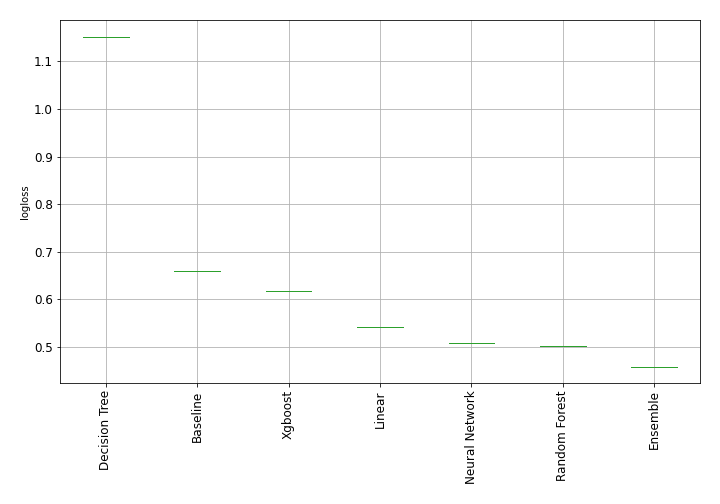 1.1
1.0
0.9
0.8
0.7
0.6
0.5
logloss
Decision Tree
Baseline
Xgboost
Linear
Neural Network
Random Forest
Ensemble